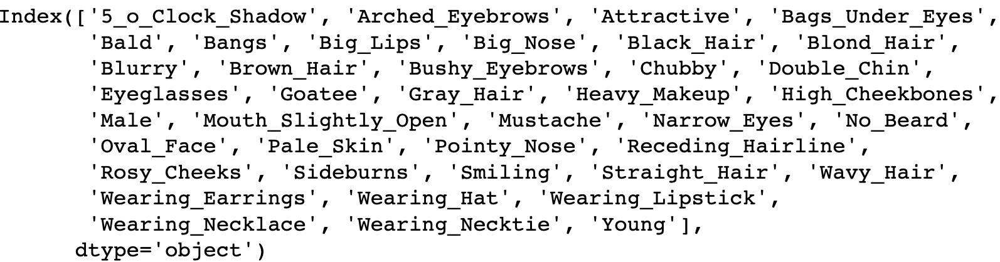 Index(['5_o_Clock_Shadow', 'Arched_Eyebrows', 'Attractive', 'Bags_Under_Eyes',
'Bald', 'Bangs', 'Big_Lips', 'Big_Nose', 'Black_Hair', 'Blond_Hair',
'Blurry', 'Brown_Hair', 'Bushy_Eyebrows', 'Chubby', 'Double_Chin',
'Eyeglasses', 'Goatee', 'Gray_Hair', 'Heavy_Makeup', 'High_Cheekbones',
'Male', 'Mouth_Slightly_Open', 'Mustache', 'Narrow_Eyes', 'No_Beard',
'Oval_Face', 'Pale_Skin', 'Pointy_Nose', 'Receding_Hairline',
'Rosy_Cheeks', 'Sideburns', 'Smiling', 'Straight_Hair', 'Wavy_Hair',
'Wearing_Earrings', 'Wearing_Hat', 'Wearing_Lipstick',
'Wearing_Necklace', 'Wearing_Necktie', 'Young'],
dtype='object')